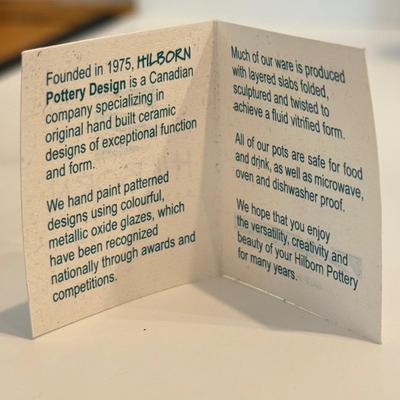 Founded in 1975, HILBORN
Pottery Design is a Canadian
company specializing in
original hand built ceramic
designs of exceptional function
and form.
We hand paint patterned
designs using colourful,
metallic oxide glazes, which
have been recognized
nationally through awards and
competitions.
Much of our ware is produced
with layered slabs folded,
sculptured and twisted to
achieve a fluid vitrified form.
All of our pots are safe for food
and drink, as well as microwave,
oven and dishwasher proof.
We hope that you enjoy
the versatility, creativity and
beauty of your Hilborn Pottery
for many years.